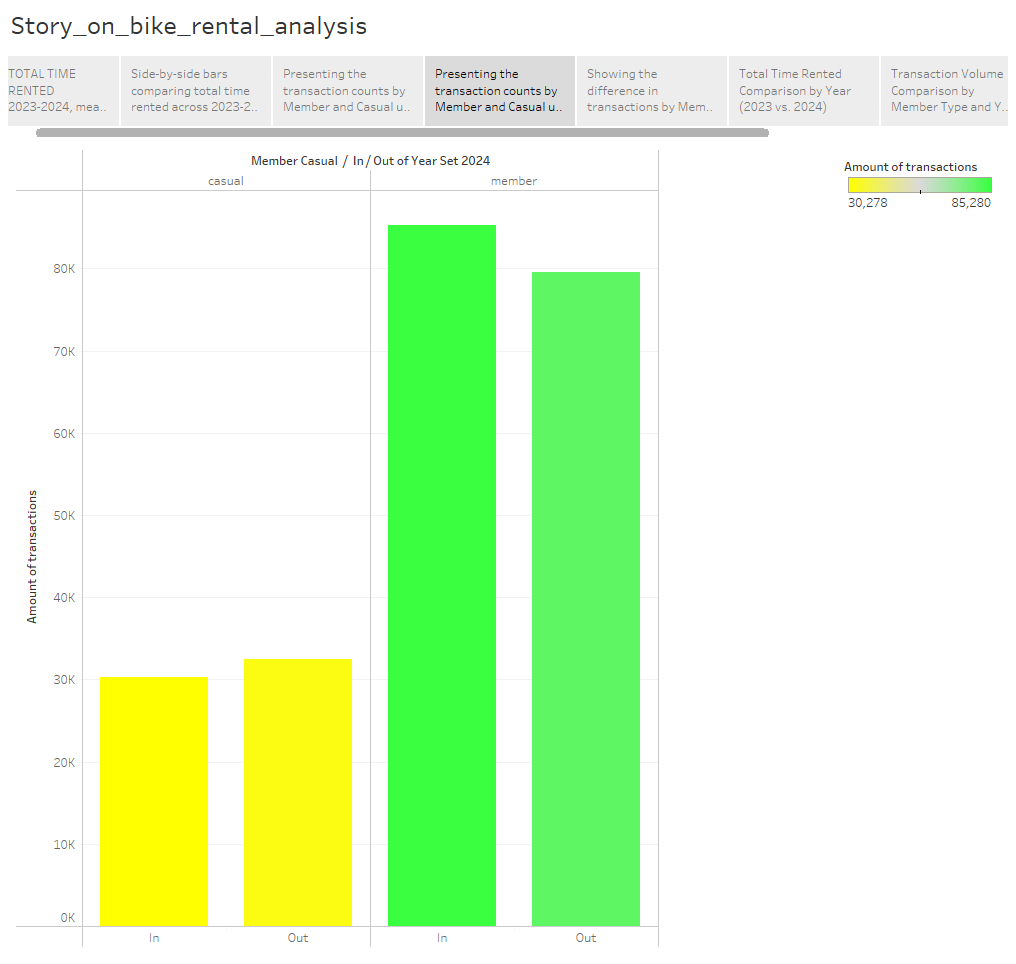 Story_on_bike_rental_analysis
TOTAL TIME
RENTED
2023-2024, mea..
Side-by-side bars
comparing total time
rented across 2023-2..
Presenting the
transaction counts by
Member and Casual u..
Presenting the
transaction counts by
Member and Casual u..
Showing the
difference in
transactions by Mem..
Total Time Rented
Comparison by Year
(2023 vs. 2024)
Transaction Volume
Comparison by
Member Type and Y..
Member Casual / In / Out of Year Set 2024
casual
member
Amount of transactions
30,278
85,280
80K
70K
60K
50K
40K
30K
20K
10K
0K
Amount of transactions
In
Out
In
Out